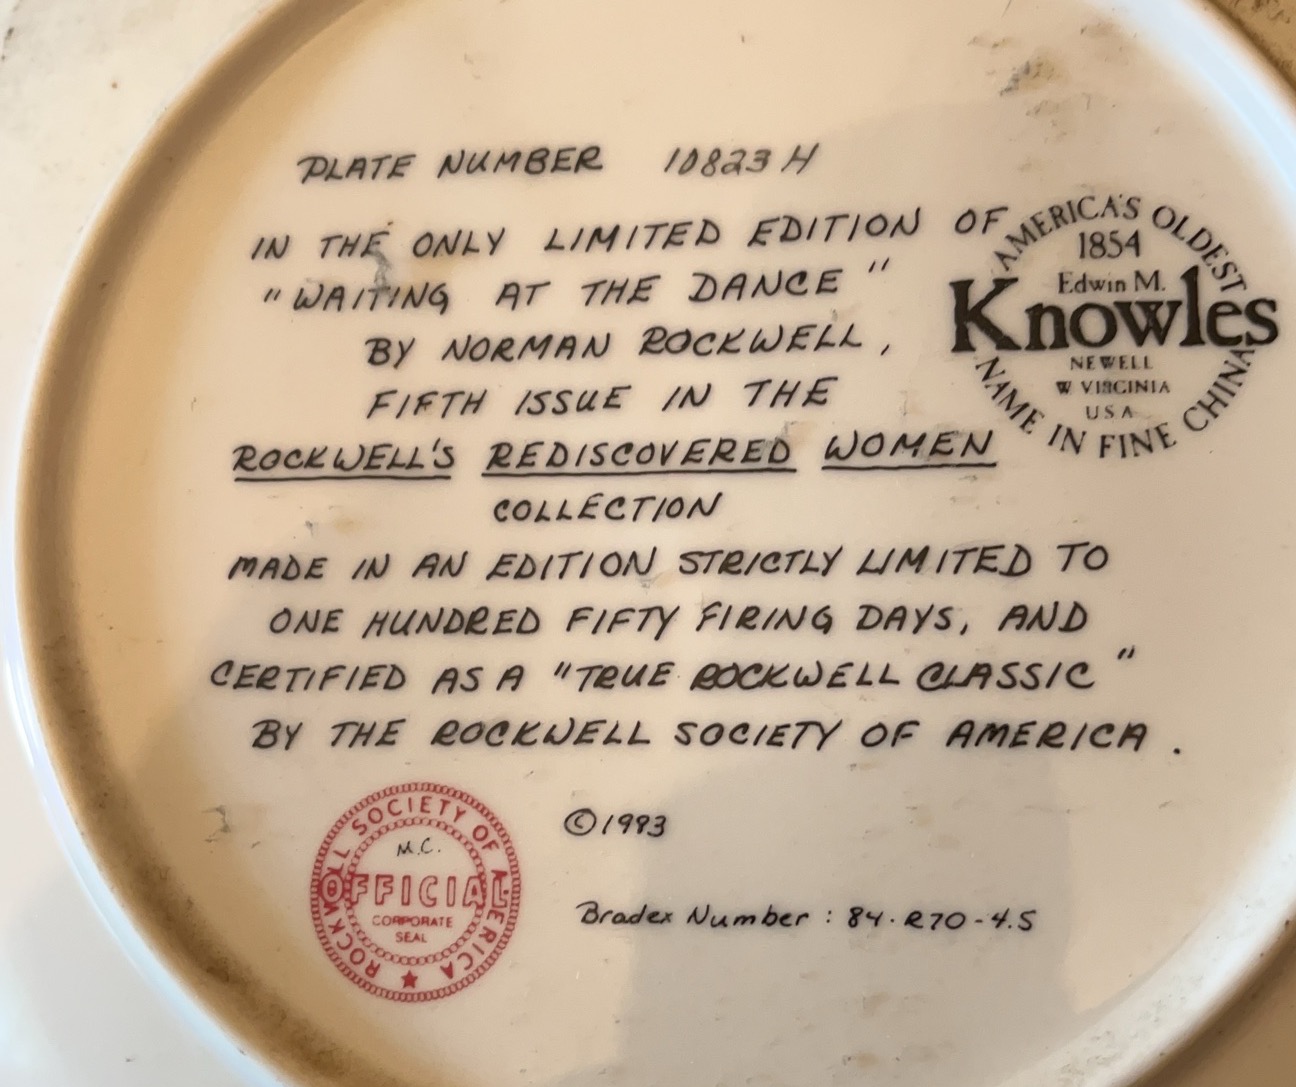 PLATE NUMBER 10823H
IN THE ONLY LIMITED EDITION OF
"WAITING AT THE DANCE"
BY NORMAN ROCKWELL,
FIFTH ISSUE IN THE
ROCKWELL'S REDISCOVERED WOMEN
COLLECTION
MADE IN AN EDITION STRICTLY LIMITED TO
ONE HUNDRED FIFTY FIRING DAYS, AND
CERTIFIED AS A "TRUE ROCKWELL CLASSIC"
BY THE ROCKWELL SOCIETY OF AMERICA.
AMERICA'S OLDEST
1854
Edwin M.
Knowles
NEWELL
W VIRGINIA
USA
NAME IN FINE CHINA
ROCKWELL SOCIETY OF AMERICA
M.C.
OFFICIAL
CORPORATE
SEAL
©1983
Bradex Number: 84-R70-4.5